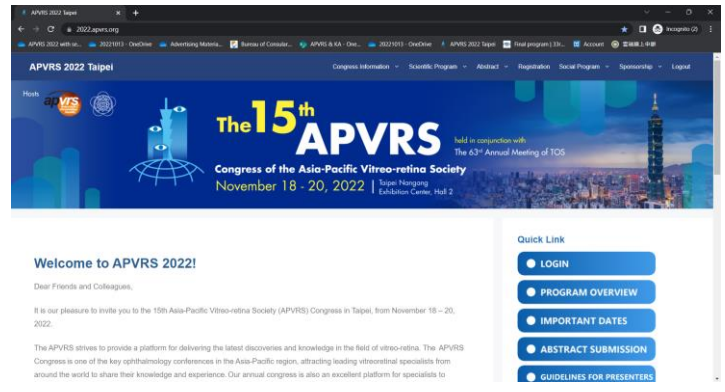 APVRS 2022 Taipei
2022.apvrs.org
Incognito (2)
APVRS 2022 with se...
20221013 - OneDrive
Advertising Materia...
Bureau of Consular...
APVRS & KA - One...
20221013 - OneDrive
APVRS 2022 Taipei
Final program | 33r...
Account
APVRS 2022 Taipei
Congress Information
Scientific Program
Abstract
Registration
Social Program
Sponsorship
Logout
Hosts
apvrs
The 15th
APVRS
held in conjunction with
The 63rd Annual Meeting of TOS
Congress of the Asia-Pacific Vitreo-retina Society
November 18 - 20, 2022 | Taipei Nangang
Exhibition Center, Hall 2
Welcome to APVRS 2022!
Dear Friends and Colleagues,
It is our pleasure to invite you to the 15th Asia-Pacific Vitreo-retina Society (APVRS) Congress in Taipei, from November 18 – 20,
2022.
The APVRS strives to provide a platform for delivering the latest discoveries and knowledge in the field of vitreo-retina. The APVRS
Congress is one of the key ophthalmology conferences in the Asia-Pacific region, attracting leading vitreoretinal specialists from
around the world to share their knowledge and experience. Our annual congress is also an excellent platform for specialists to
Quick Link
LOGIN
PROGRAM OVERVIEW
IMPORTANT DATES
ABSTRACT SUBMISSION
GUIDELINES FOR PRESENTERS